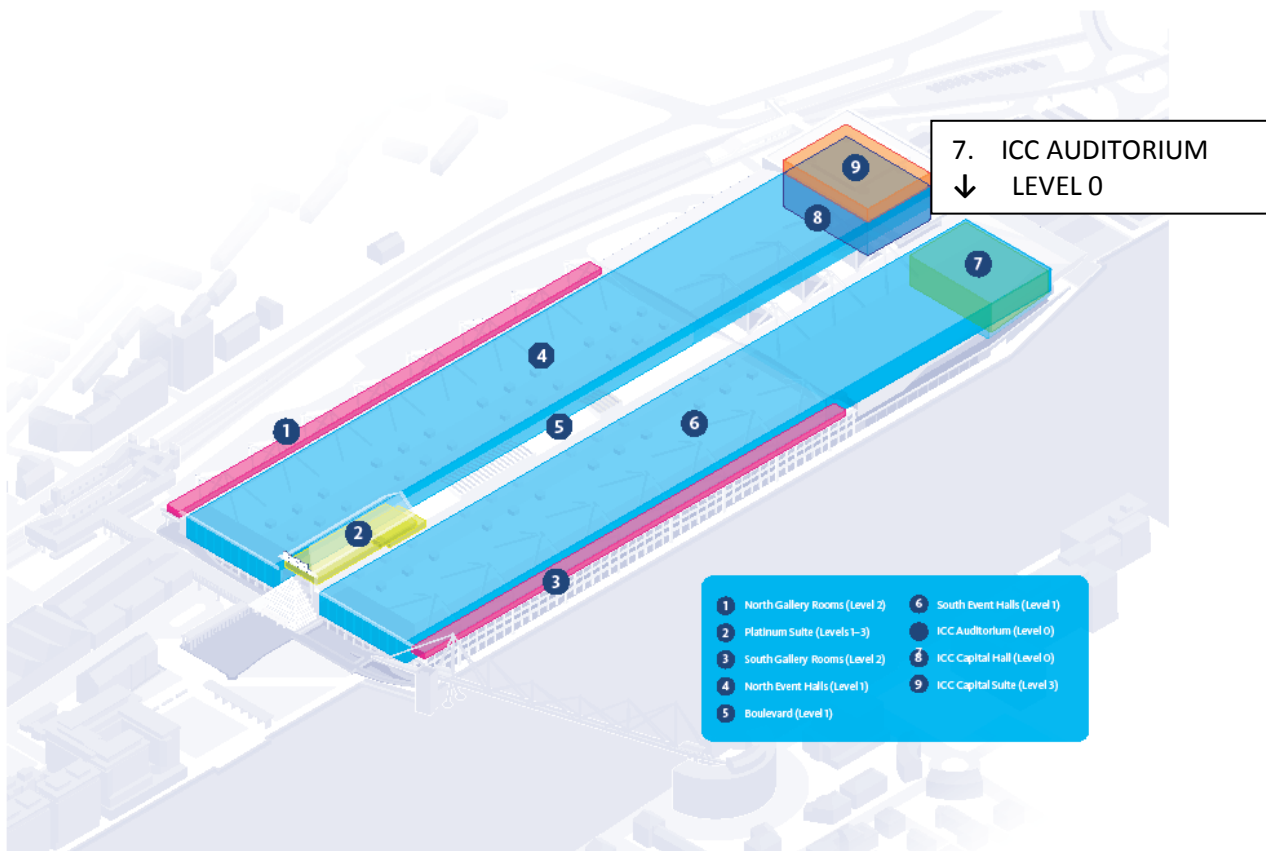 9
7. ICC AUDITORIUM
↓ LEVEL 0
8
7
4
1
5
6
2
3
1 North Gallery Rooms (Level 2)
2 Platinum Suite (Levels 1–3)
3 South Gallery Rooms (Level 2)
4 North Event Halls (Level 1)
5 Boulevard (Level 1)
6 South Event Halls (Level 1)
ICC Auditorium (Level 0)
7
8 ICC Capital Hall (Level 0)
9 ICC Capital Suite (Level 3)